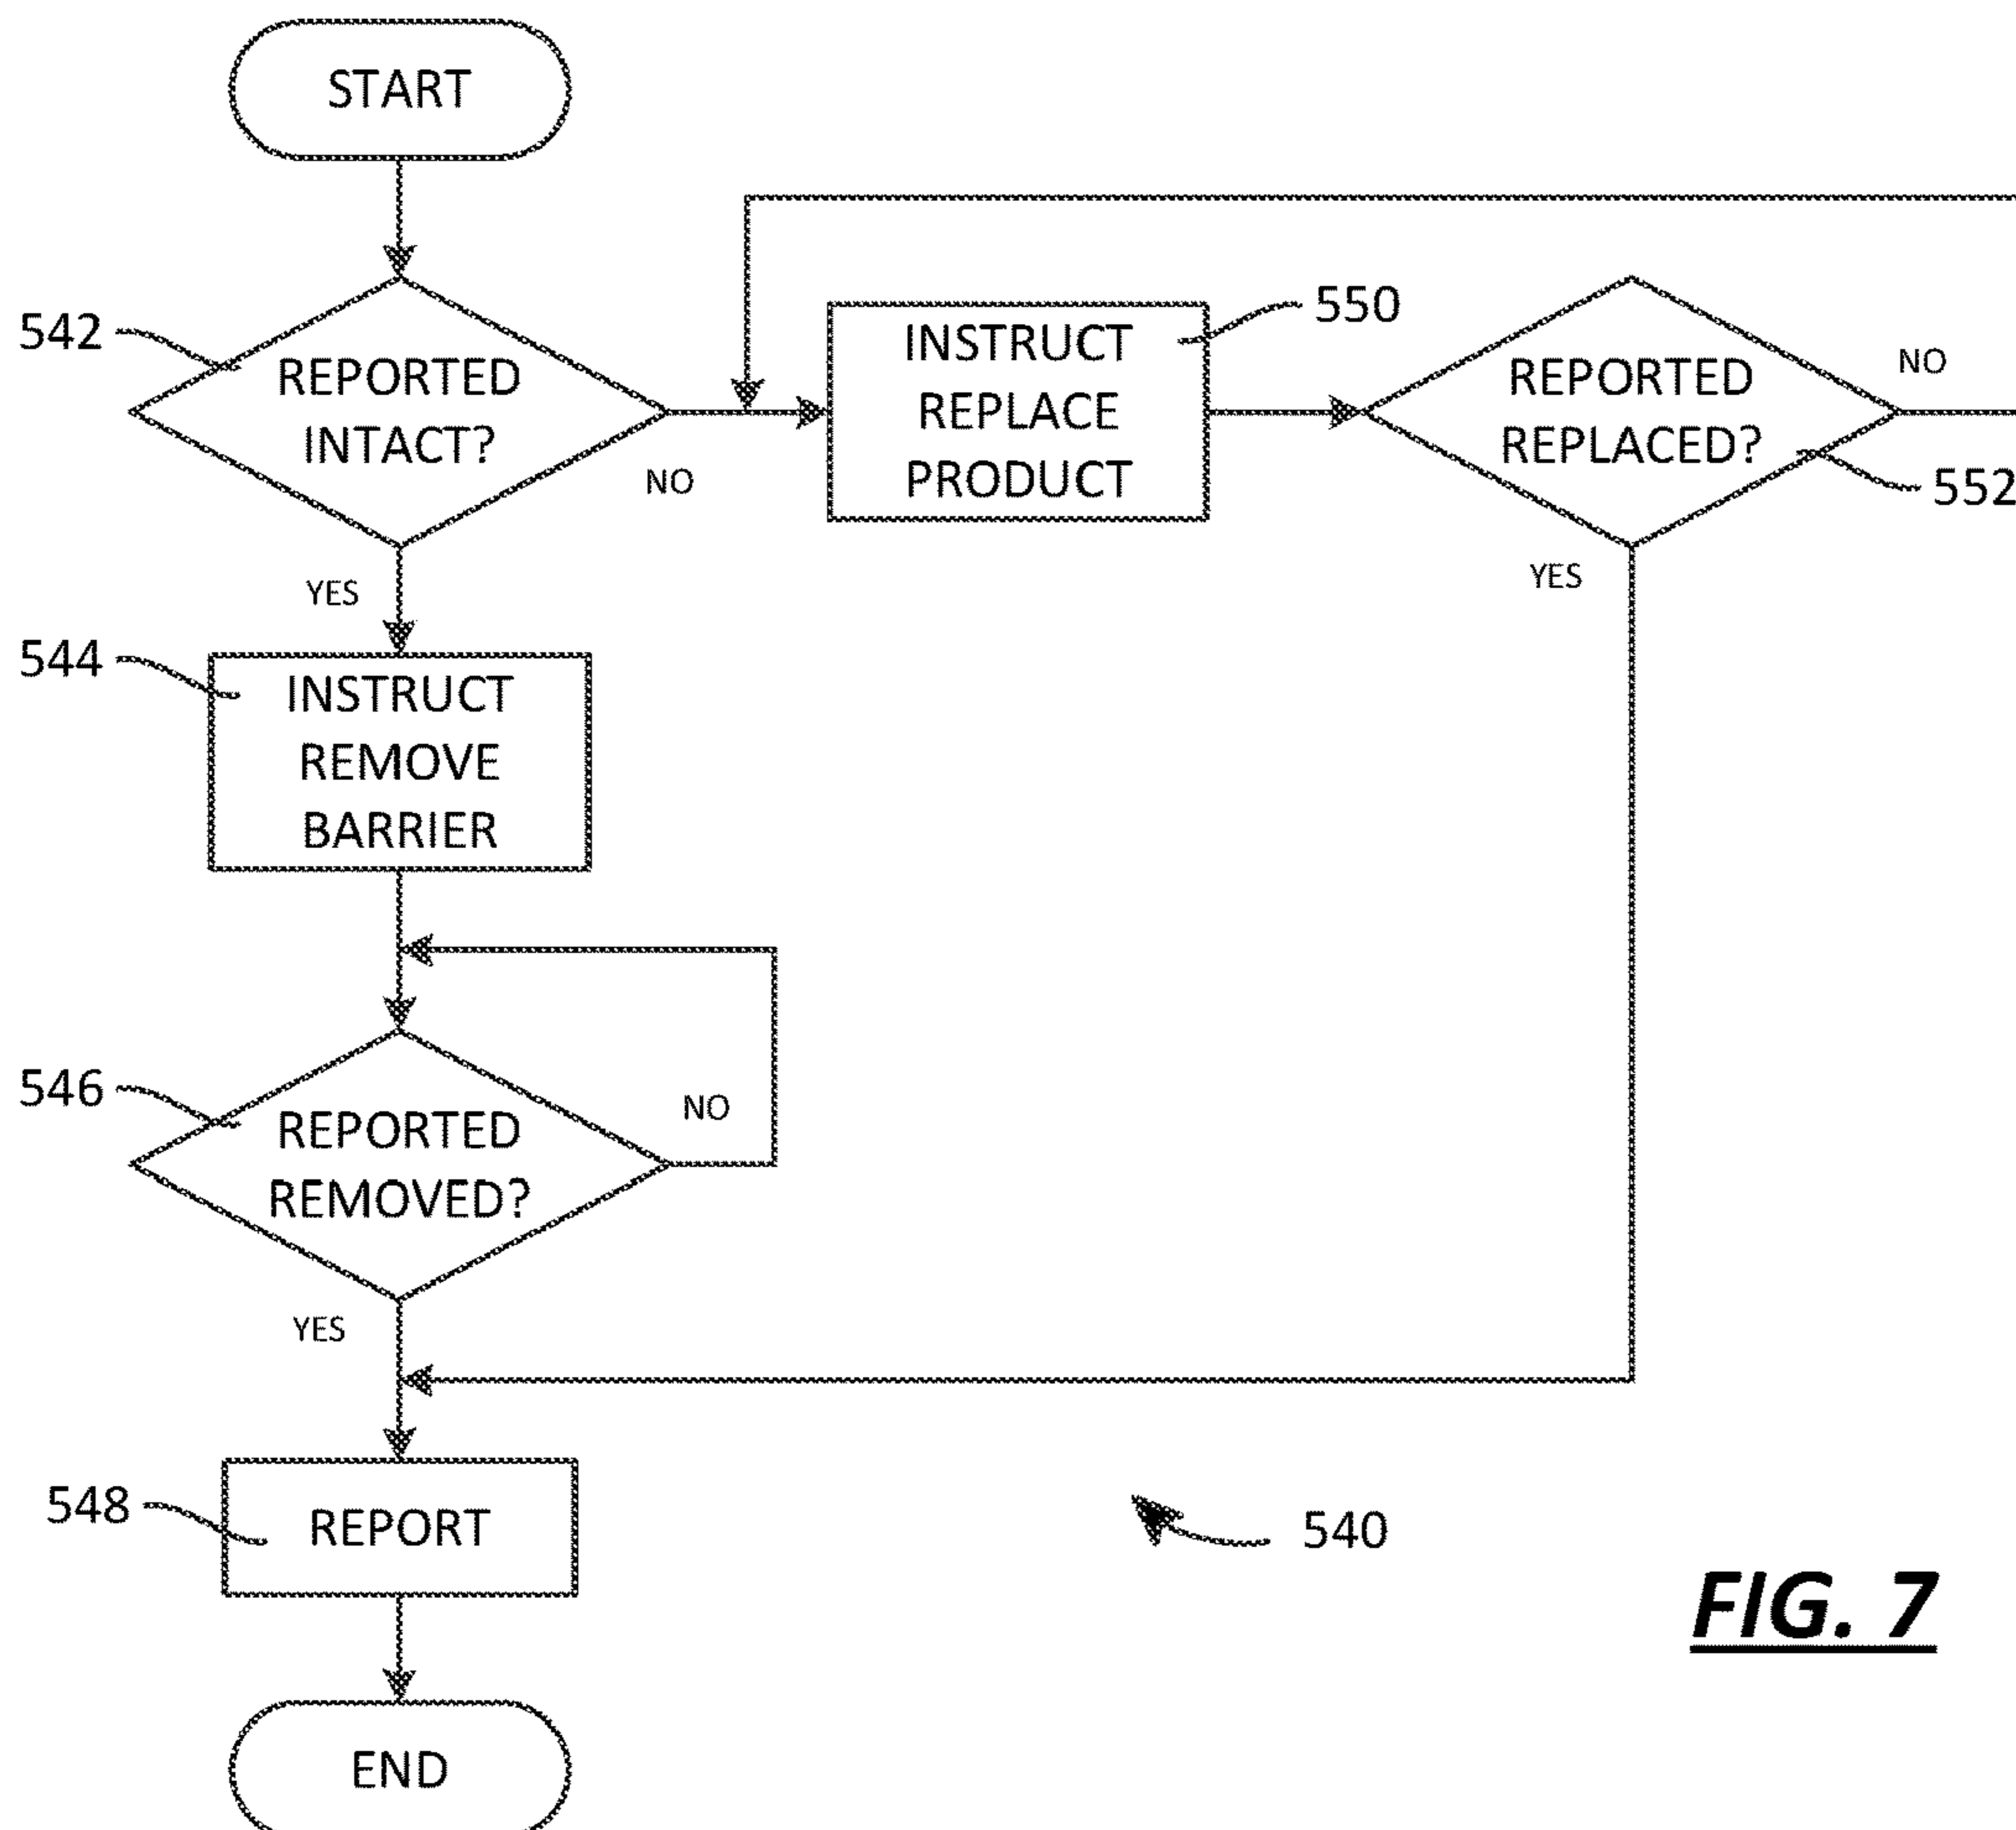 START
542
REPORTED
INTACT?
NO
YES
INSTRUCT
REPLACE
PRODUCT
550
REPORTED
REPLACED?
NO
552
YES
544
INSTRUCT
REMOVE
BARRIER
546
REPORTED
REMOVED?
NO
YES
548
REPORT
540
FIG. 7
END